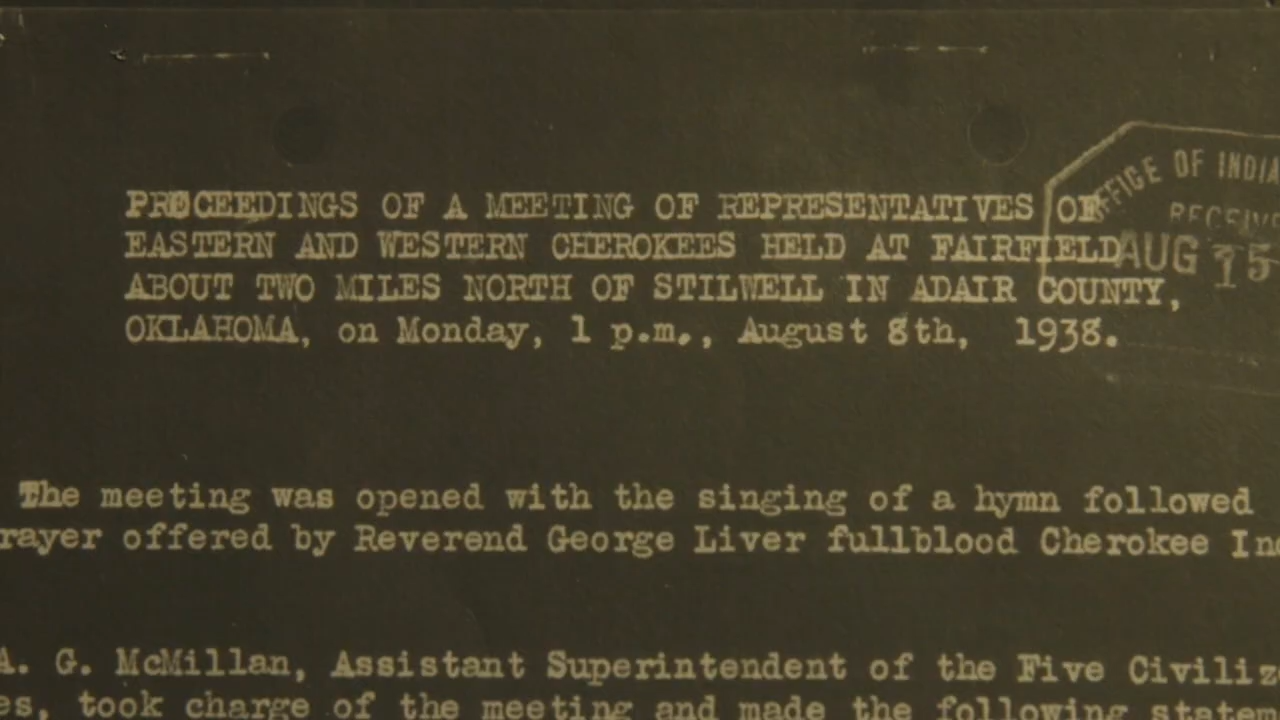 PROCEEDINGS OF A MEETING OF REPRESENTATIVES OF
EASTERN AND WESTERN CHEROKEES HELD AT FAIRFIELD
ABOUT TWO MILES NORTH OF STILWELL IN ADAIR COUNTY,
OKLAHOMA, on Monday, 1 p.m., August 8th, 1938.
OFFICE OF INDIA
RECEIVE
AUG 15
The meeting was opened with the singing of a hymn followed
rayer offered by Reverend George Liver fullblood Cherokee In
A. G. McMillan, Assistant Superintendent of the Five Civiliz
es, took charge of the meeting and made the following statem